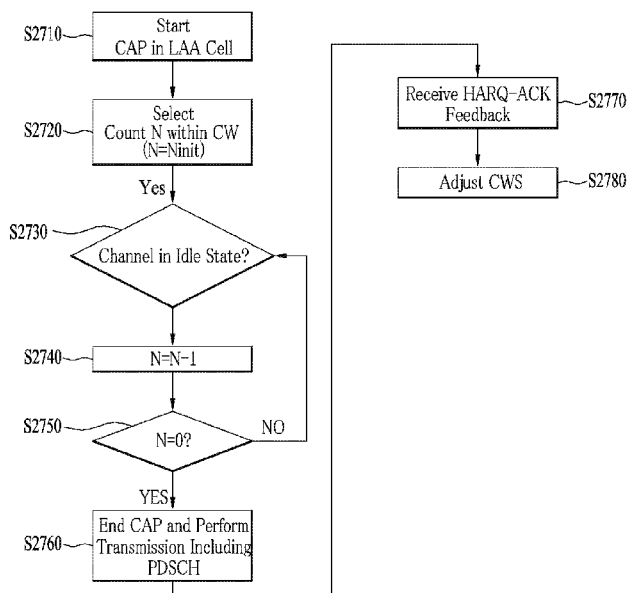 S2710
Start
CAP in LAA Cell
S2720
Select
Count N within CW
(N=Ninit)
Yes
S2730
Channel in Idle State?
S2740
N=N-1
S2750
N=0?
NO
YES
S2760
End CAP and Perform
Transmission Including
PDSCH
Receive HARQ-ACK
Feedback
S2770
Adjust CWS
S2780